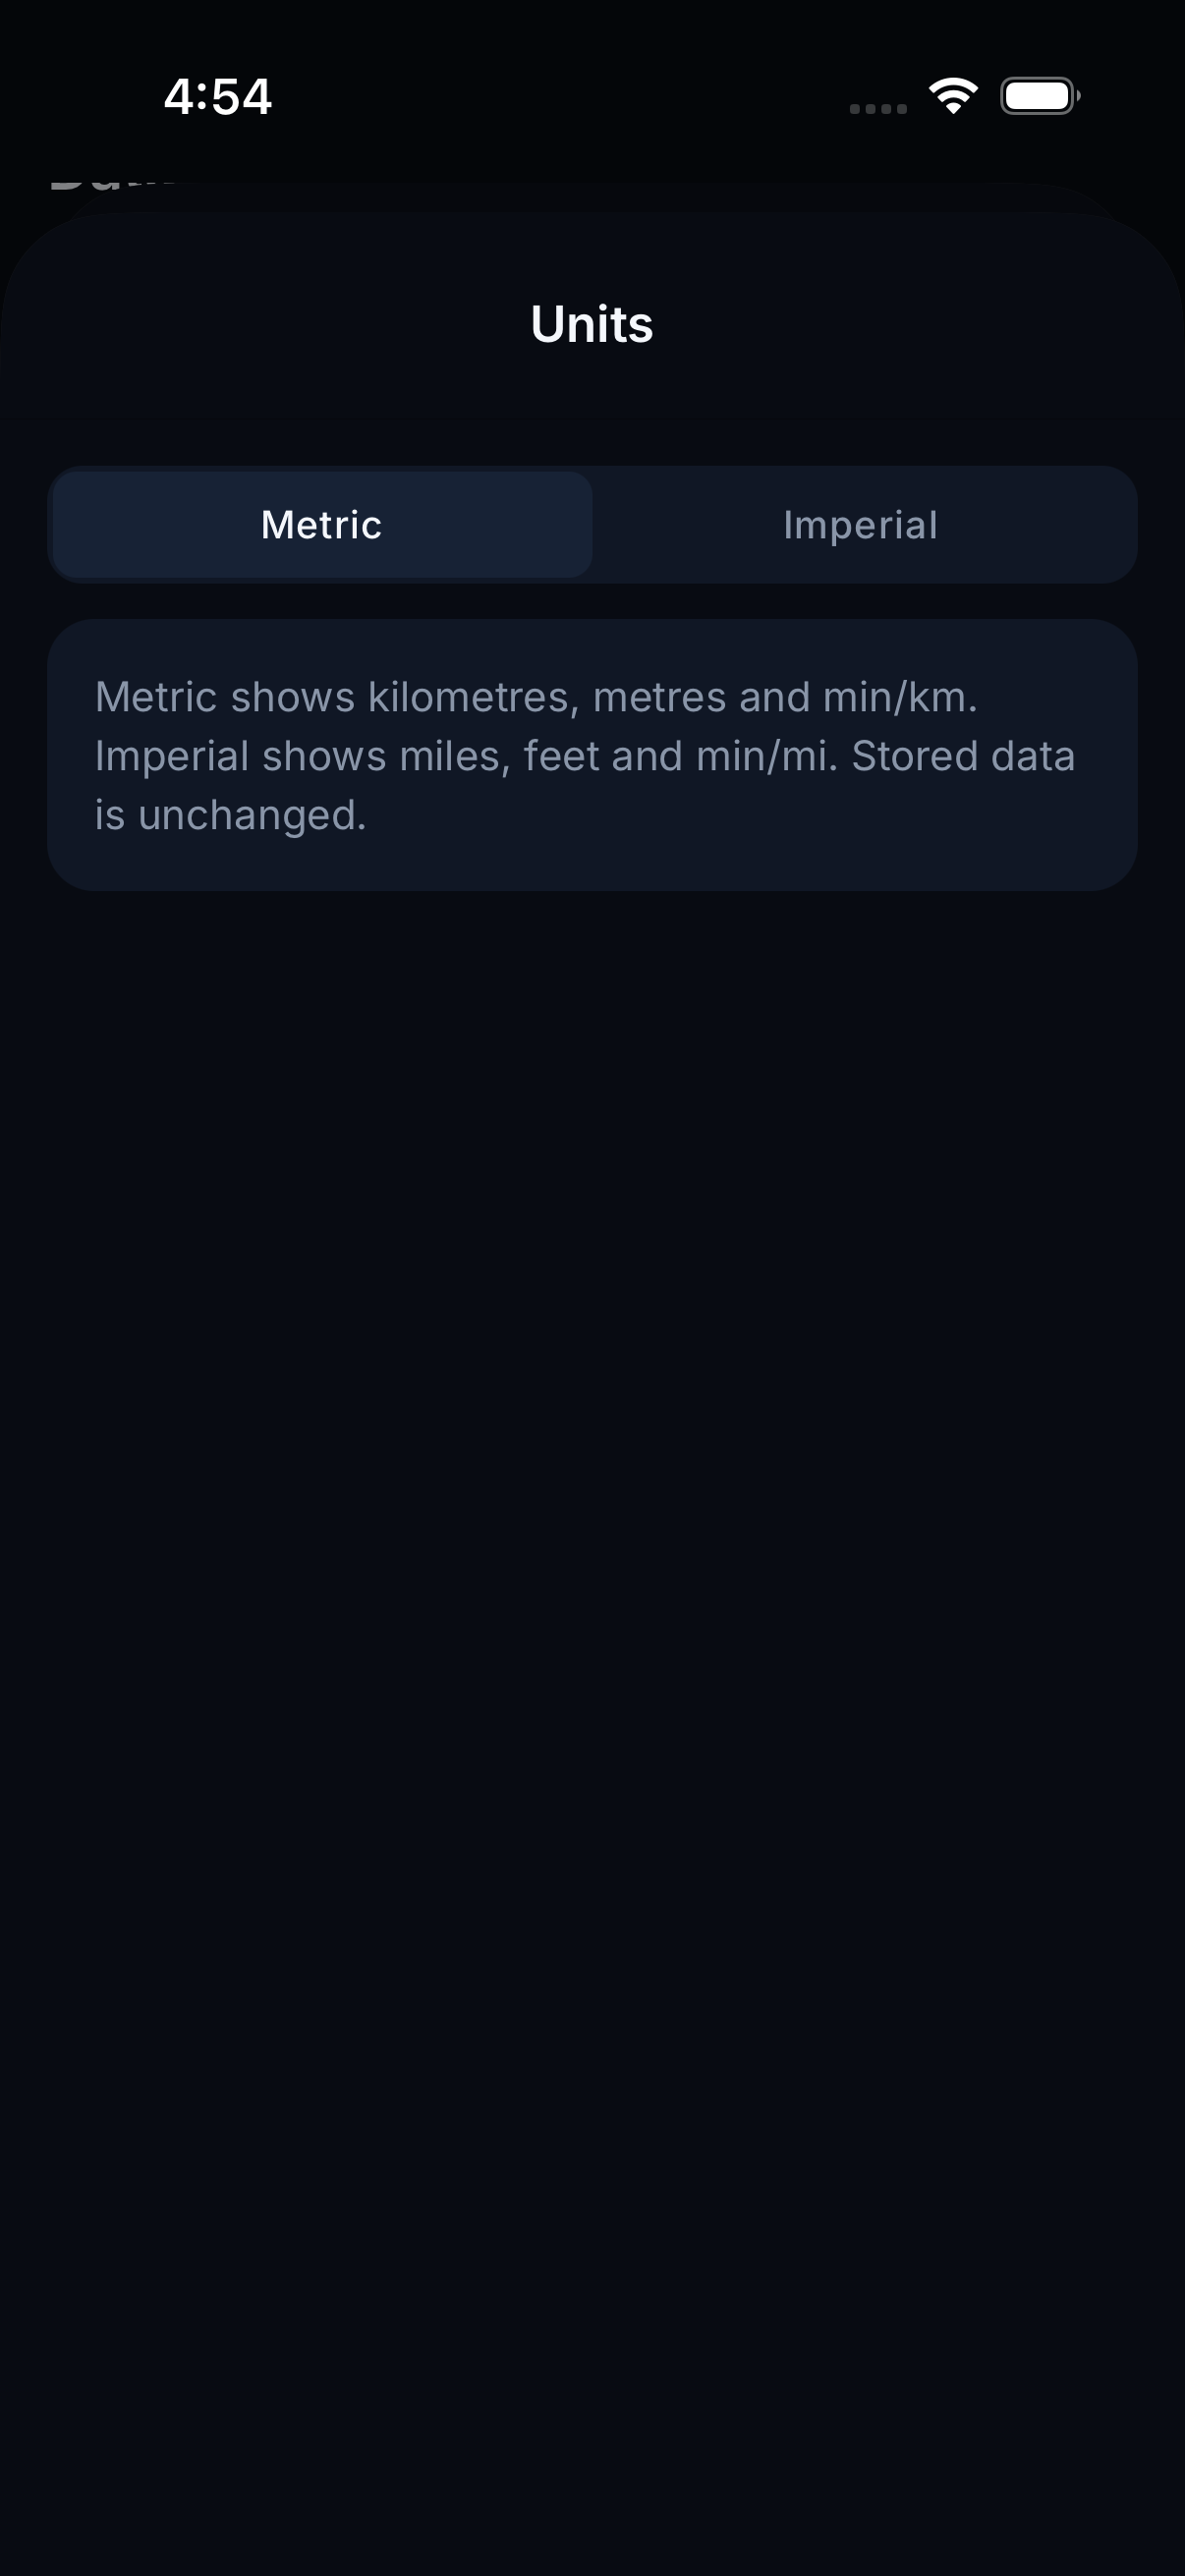 4:54
Units
Metric
Imperial
Metric shows kilometres, metres and min/km.
Imperial shows miles, feet and min/mi. Stored data
is unchanged.